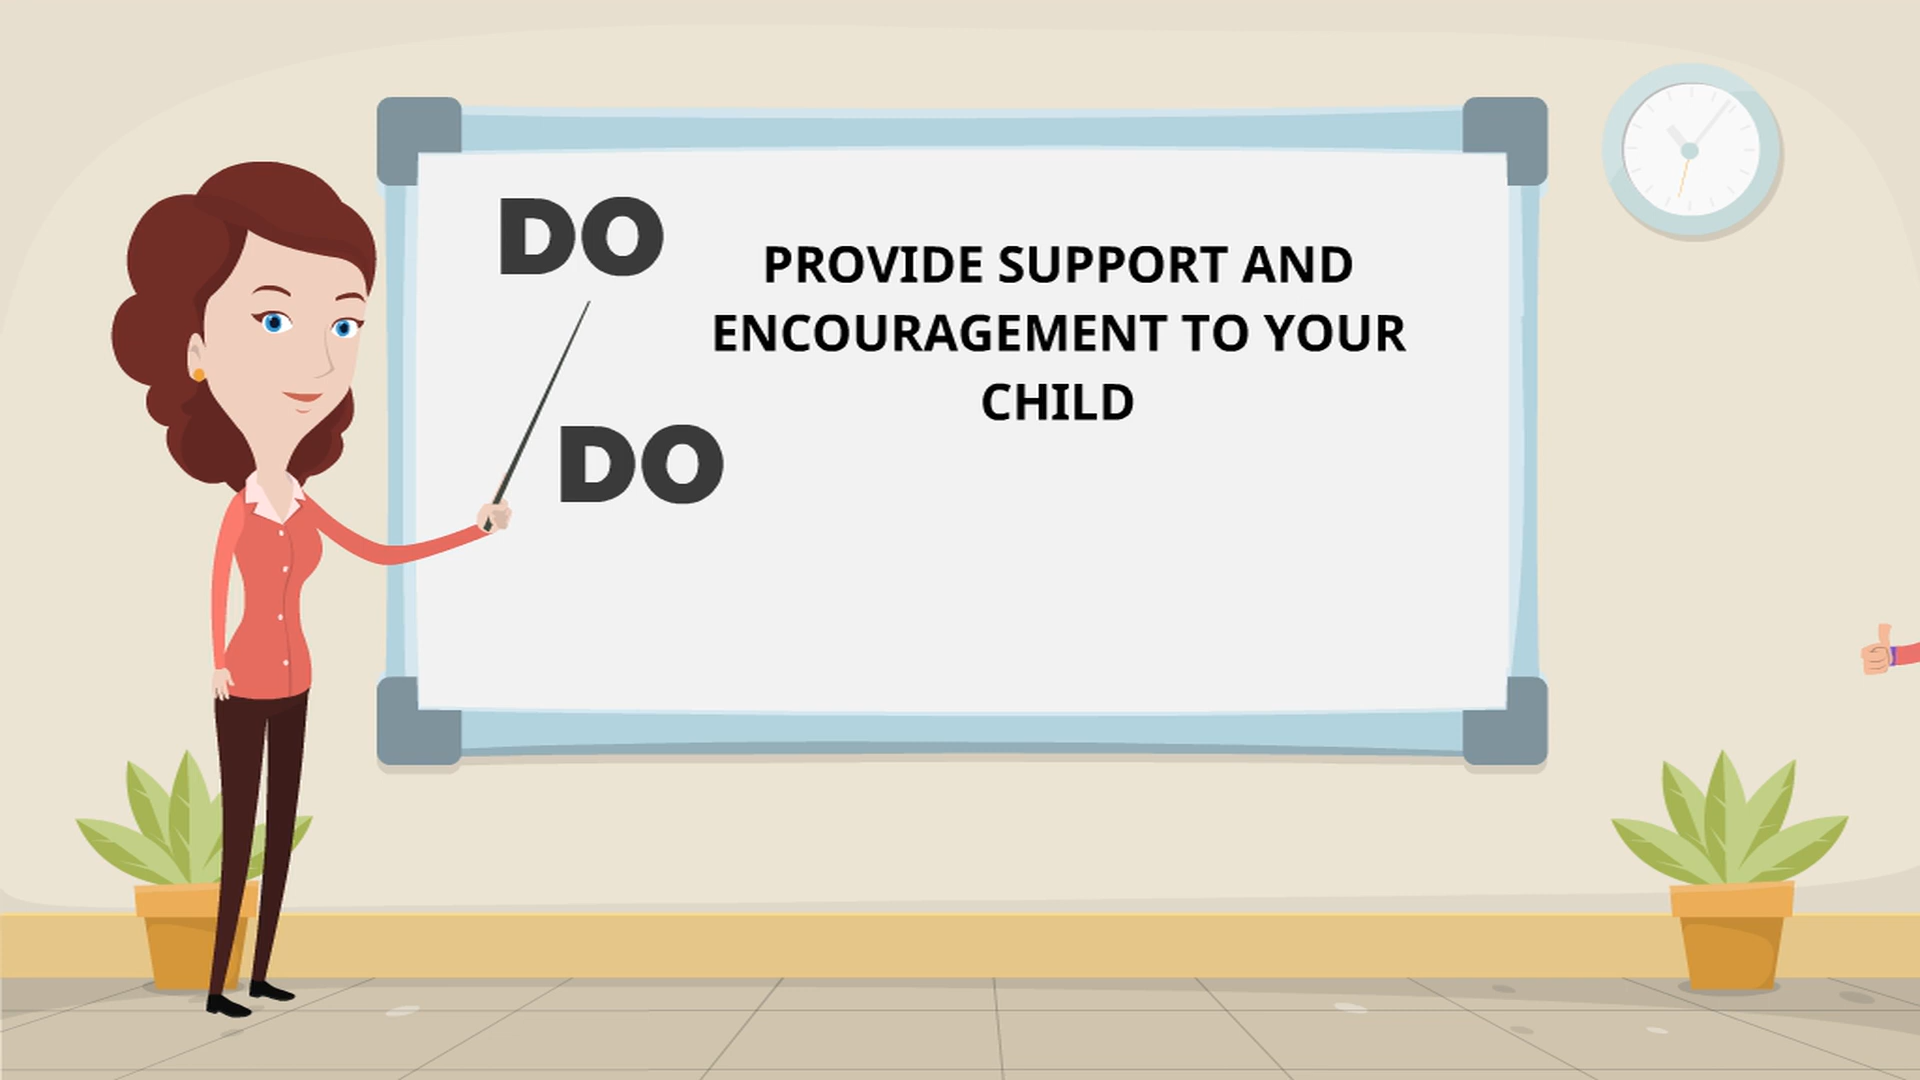 DO
PROVIDE SUPPORT AND
ENCOURAGEMENT TO YOUR
CHILD
DO